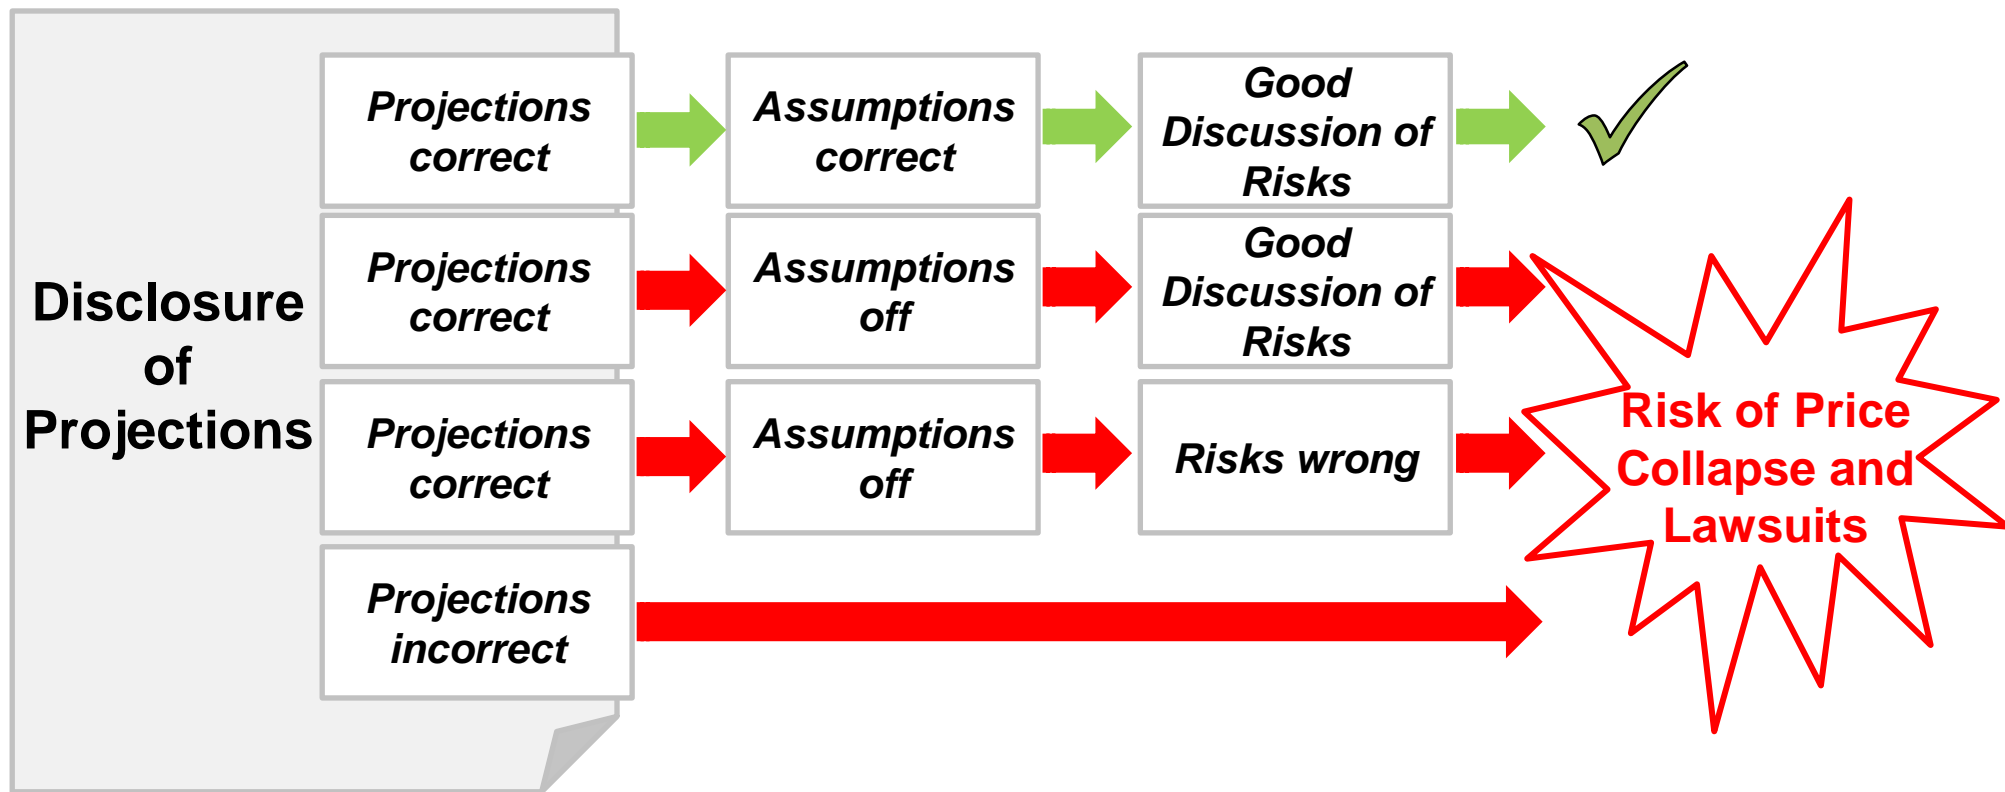 Disclosure
of
Projections
Projections
correct
Assumptions
correct
Good
Discussion of
Risks
Projections
correct
Assumptions
off
Good
Discussion of
Risks
Projections
correct
Assumptions
off
Risks wrong
Projections
incorrect
Risk of Price
Collapse and
Lawsuits